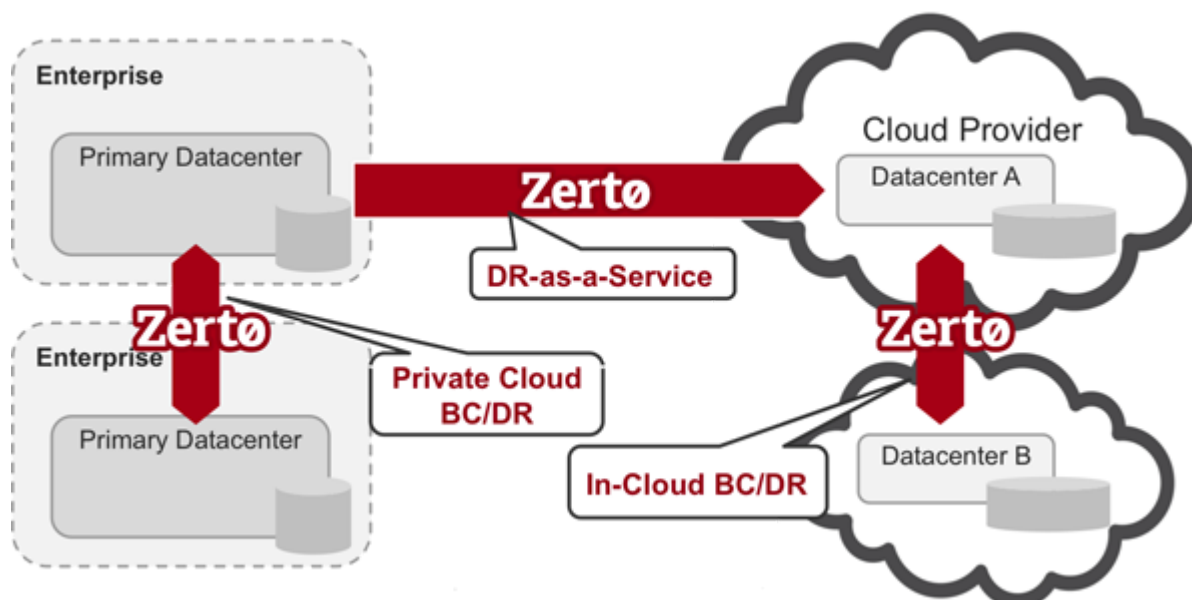 Enterprise
Primary Datacenter
Zertø
DR-as-a-Service
Cloud Provider
Datacenter A
Zertø
Enterprise
Primary Datacenter
Private Cloud
BC/DR
Zertø
In-Cloud BC/DR
Datacenter B